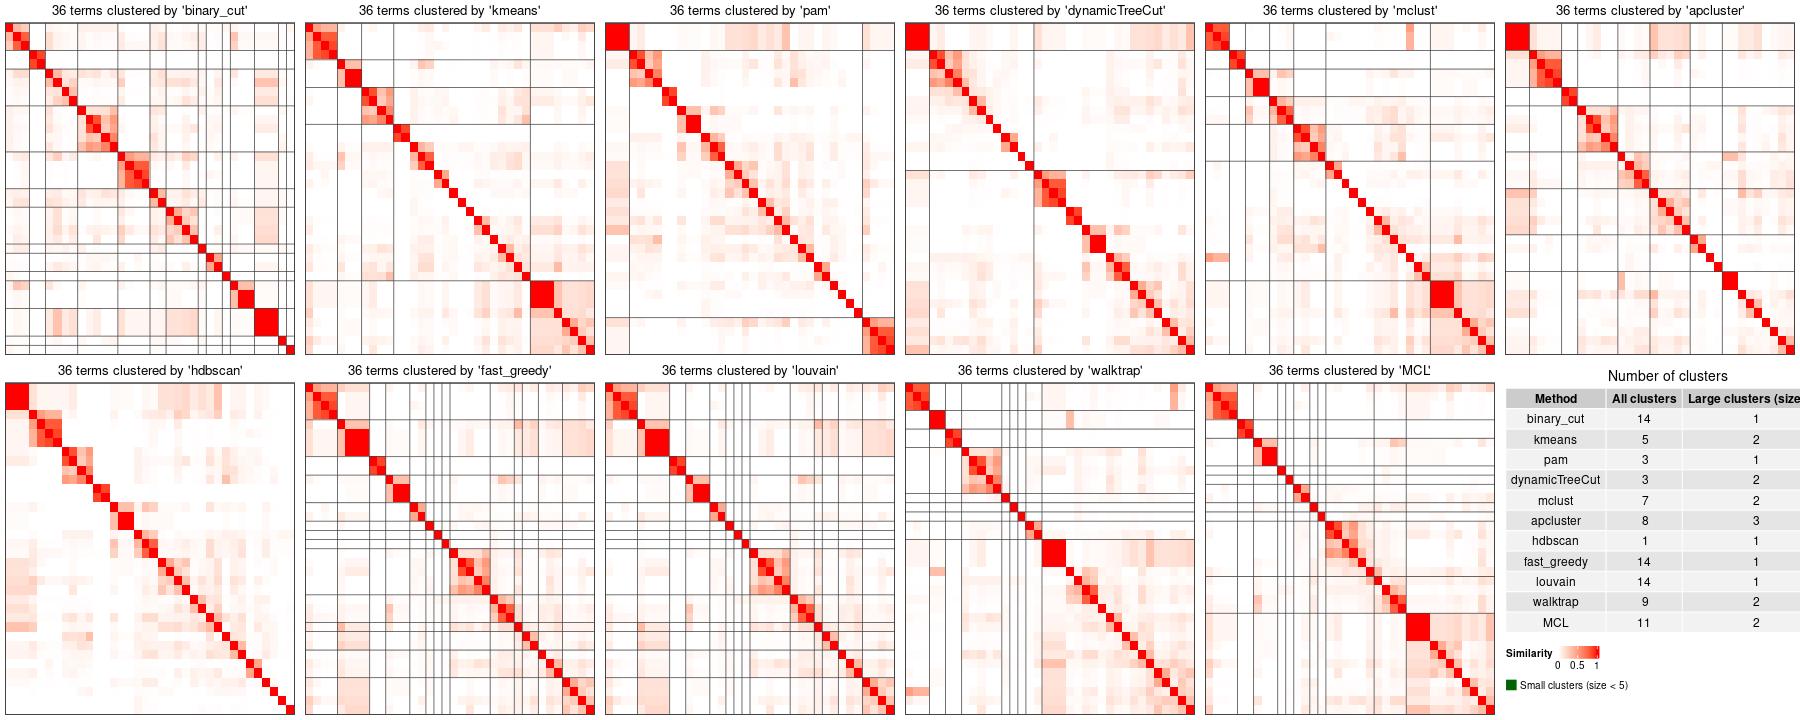 36 terms clustered by 'binary_cut'
36 terms clustered by 'kmeans'
36 terms clustered by 'pam'
36 terms clustered by 'dynamicTreeCut'
36 terms clustered by 'mclust'
36 terms clustered by 'apcluster'
36 terms clustered by 'hdbscan'
36 terms clustered by 'fast_greedy'
36 terms clustered by 'louvain'
36 terms clustered by 'walktrap'
36 terms clustered by 'MCL'
Number of clusters
Method All clusters Large clusters (size
binary_cut 14 1
kmeans 5 2
pam 3 1
dynamicTreeCut 3 2
mclust 7 2
apcluster 8 3
hdbscan 1 1
fast_greedy 14 1
louvain 14 1
walktrap 9 2
MCL 11 2
Similarity
0 0.5 1
Small clusters (size < 5)